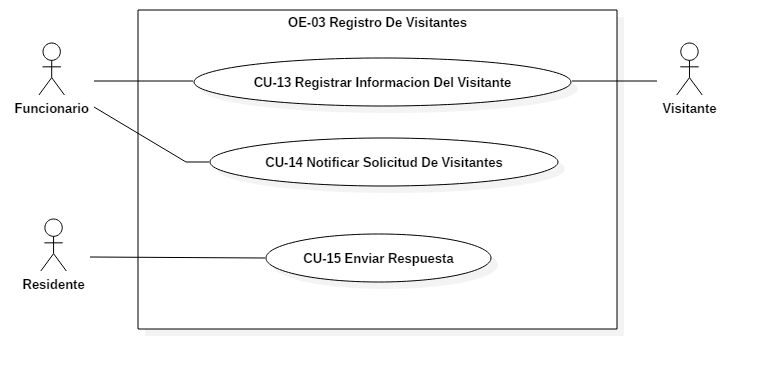 OE-03 Registro De Visitantes
CU-13 Registrar Informacion Del Visitante
Funcionario
Visitante
CU-14 Notificar Solicitud De Visitantes
CU-15 Enviar Respuesta
Residente